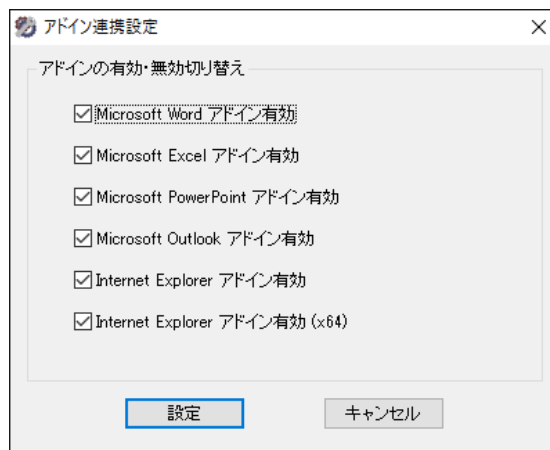 アドイン連携設定
アドインの有効・無効切り替え
Microsoft Word アドイン有効
Microsoft Excel アドイン有効
Microsoft PowerPoint アドイン有効
Microsoft Outlook アドイン有効
Internet Explorer アドイン有効
Internet Explorer アドイン有効 (x64)
設定
キャンセル